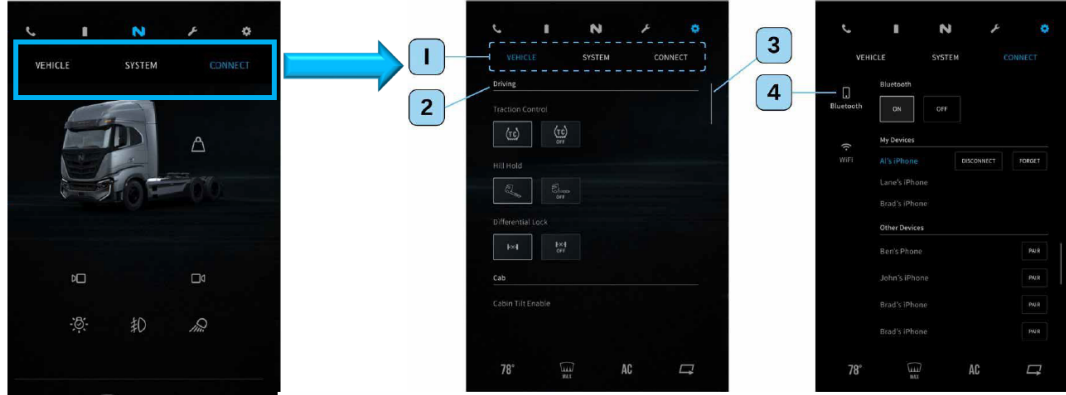 VEHICLE SYSTEM CONNECT
1
2
VEHICLE SYSTEM CONNECT
Driving
Traction Control
TC
TC OFF
Hill Hold
OFF
Differential Lock
OFF
Cab
Cabin Tilt Enable
78° MAX AC
3
4
VEHICLE SYSTEM CONNECT
Bluetooth
Bluetooth
ON OFF
WiFi
My Devices
Al's iPhone DISCONNECT FORGET
Lane's iPhone
Brad's iPhone
Other Devices
Ben's Phone PAIR
John's iPhone PAIR
Brad's iPhone PAIR
Brad's iPhone PAIR
78° MAX AC